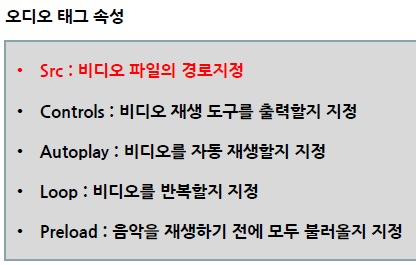 오디오 태그 속성
• Src : 비디오 파일의 경로지정
• Controls : 비디오 재생 도구를 출력할지 지정
• Autoplay : 비디오를 자동 재생할지 지정
• Loop : 비디오를 반복할지 지정
• Preload : 음악을 재생하기 전에 모두 불러올지 지정